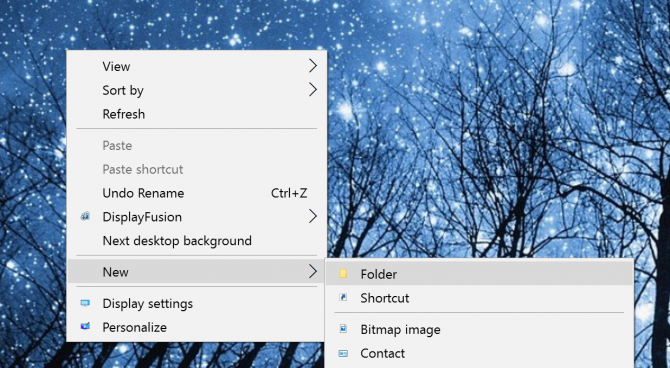 View
Sort by
Refresh
Paste
Paste shortcut
Undo Rename Ctrl+Z
DisplayFusion
Next desktop background
New
Display settings
Personalize
Folder
Shortcut
Bitmap image
Contact